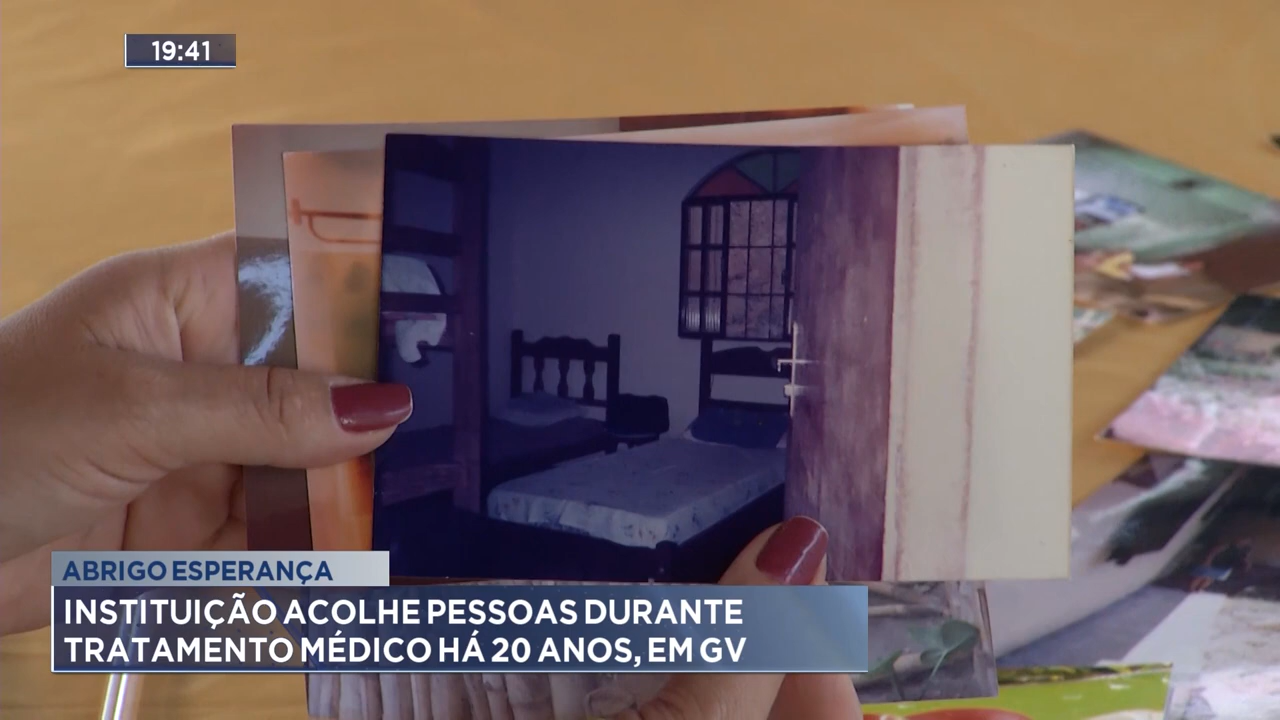 19:41
ABRIGO ESPERANÇA
INSTITUIÇÃO ACOLHE PESSOAS DURANTE
TRATAMENTO MÉDICO HÁ 20 ANOS, EM GV